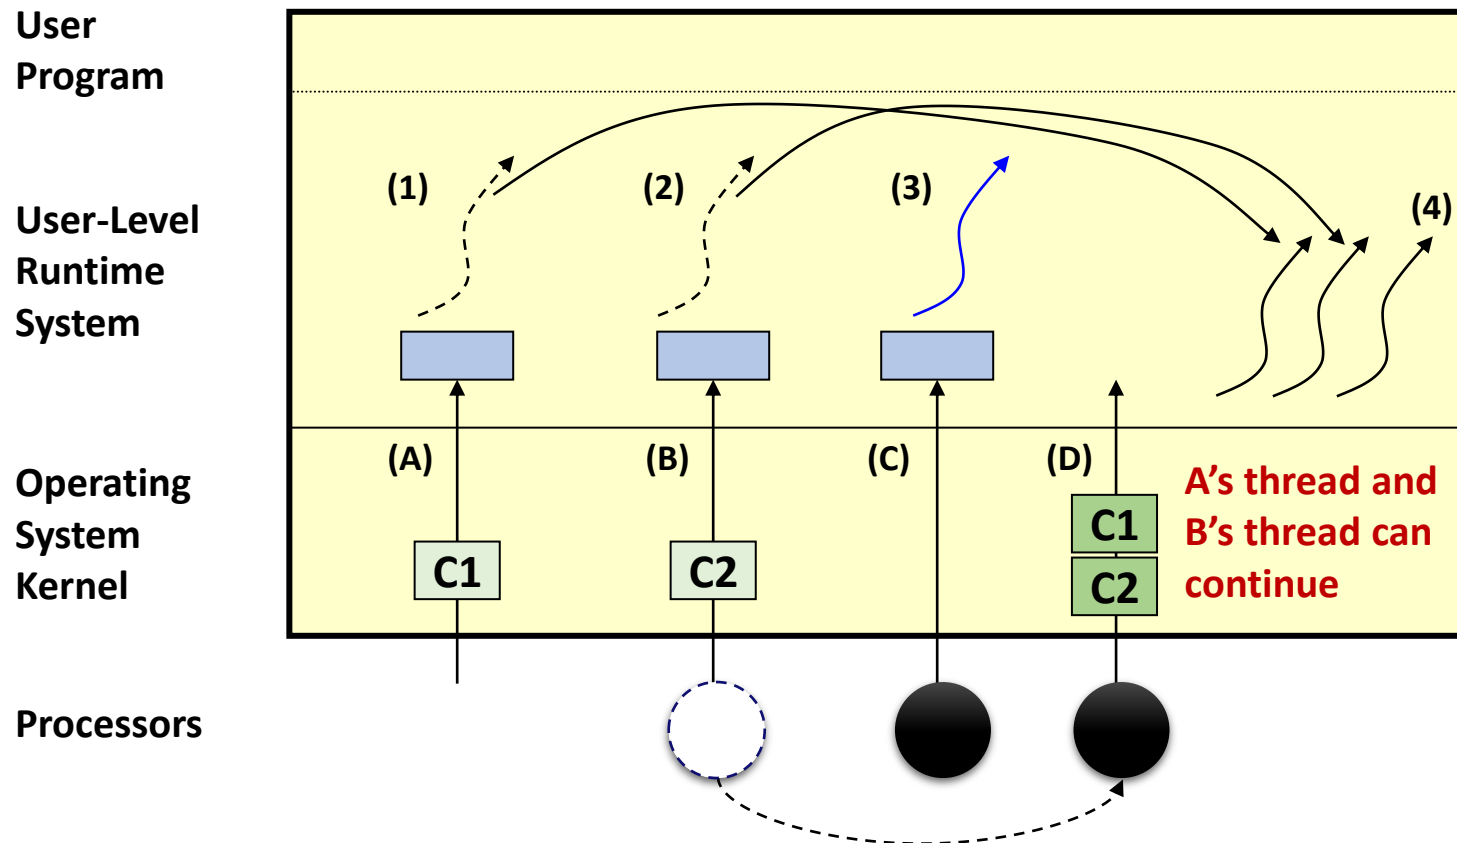 User
Program
(1)
(2)
(3)
(4)
User-Level
Runtime
System
(A)
(B)
(C)
(D)
Operating
System
Kernel
C1
C2
C1
C2
A’s thread and
B’s thread can
continue
Processors